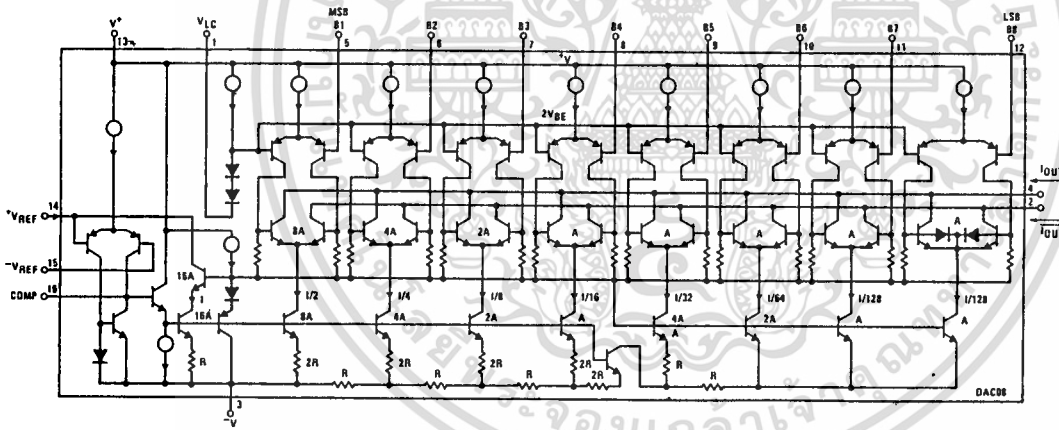 V+ VLC MSB LSB
B1 B2 B3 B4 B5 B6 B7 B8
13 1 5 6 7 8 9 10 11 12
+V
2VBE
IOUT
4
2
IOUT
+VREF 14
-VREF 15
COMP 16
16A 8A 4A 2A A A A A A
I I/2 I/4 I/8 I/16 I/32 I/64 I/128 I/128
16A 8A 4A 2A A 4A 2A A A
A
R 2R 2R 2R 2R R
R R R 2R R
3
-V
DAC08